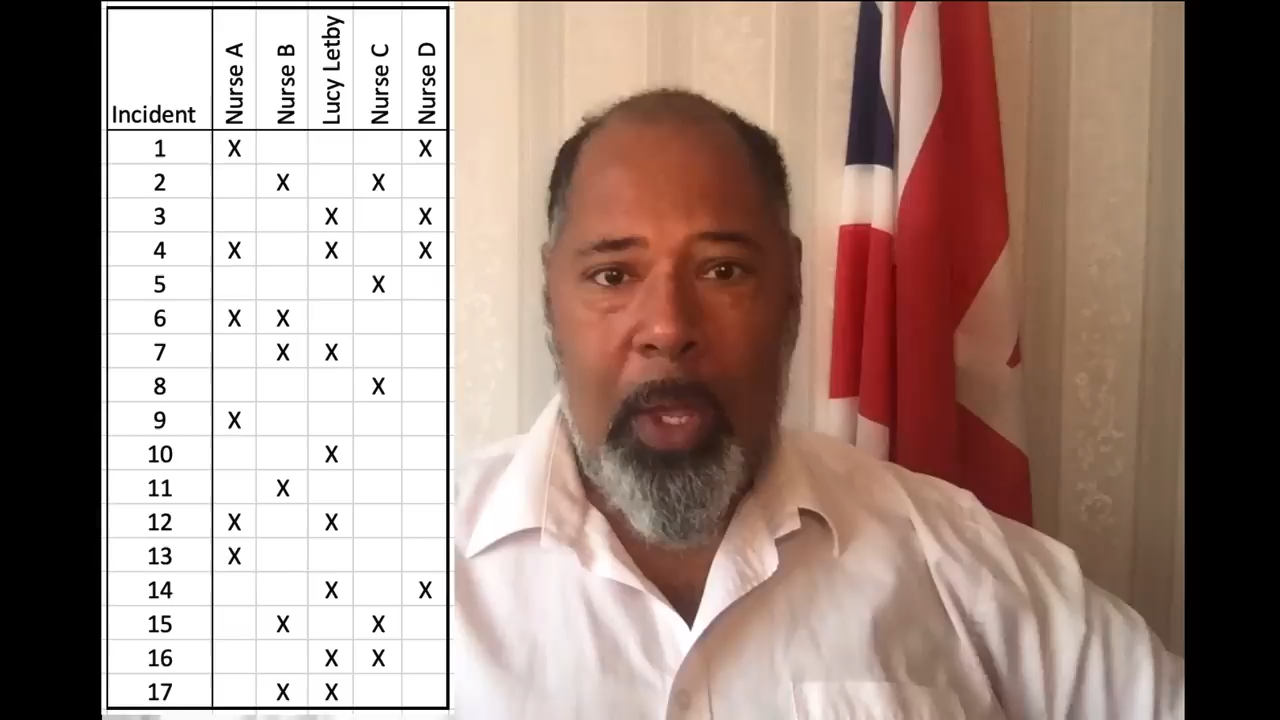 Incident Nurse A Nurse B Lucy Letby Nurse C Nurse D
1 X X
2 X X
3 X X
4 X X X
5 X
6 X X
7 X X
8 X
9 X
10 X
11 X
12 X X
13 X
14 X X
15 X X
16 X X
17 X X